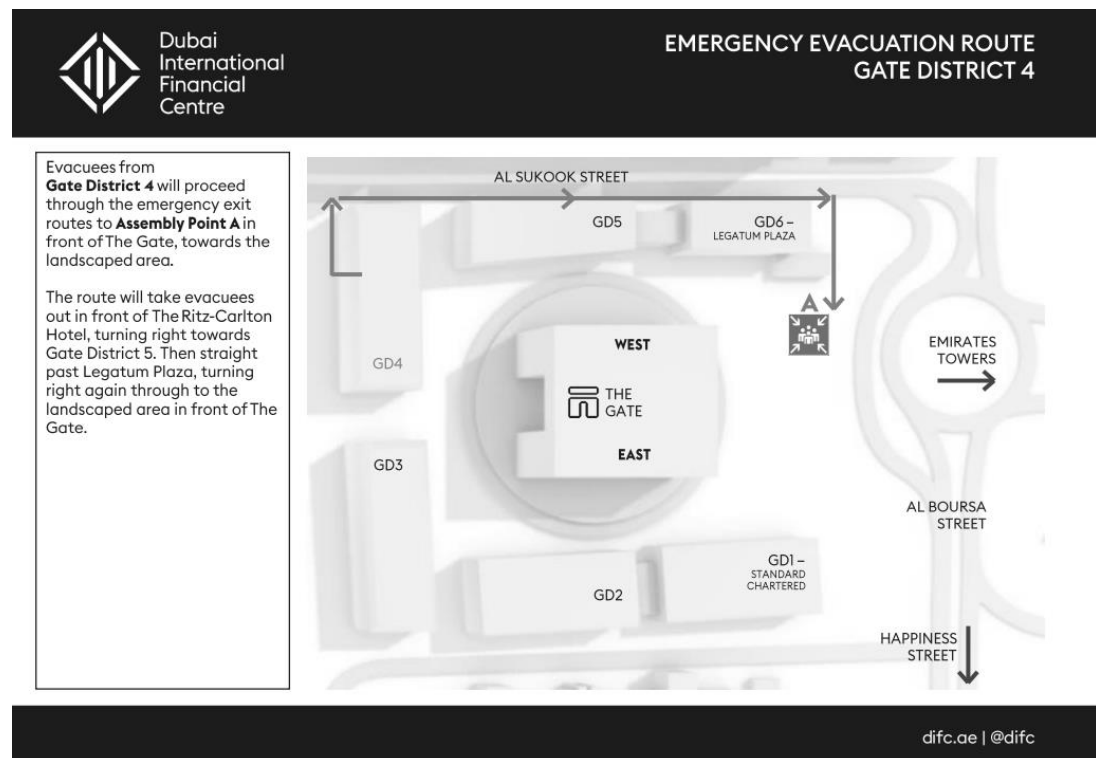 Dubai
International
Financial
Centre
EMERGENCY EVACUATION ROUTE
GATE DISTRICT 4
Evacuees from
Gate District 4 will proceed
through the emergency exit
routes to Assembly Point A in
front of The Gate, towards the
landscaped area.
The route will take evacuees
out in front of The Ritz-Carlton
Hotel, turning right towards
Gate District 5. Then straight
past Legatum Plaza, turning
right again through to the
landscaped area in front of The
Gate.
AL SUKOOK STREET
GD5
GD6 –
LEGATUM PLAZA
A
WEST
EMIRATES
TOWERS
GD4
THE
GATE
EAST
GD3
AL BOURSA
STREET
GD1 –
STANDARD
CHARTERED
GD2
HAPPINESS
STREET
difc.ae | @difc